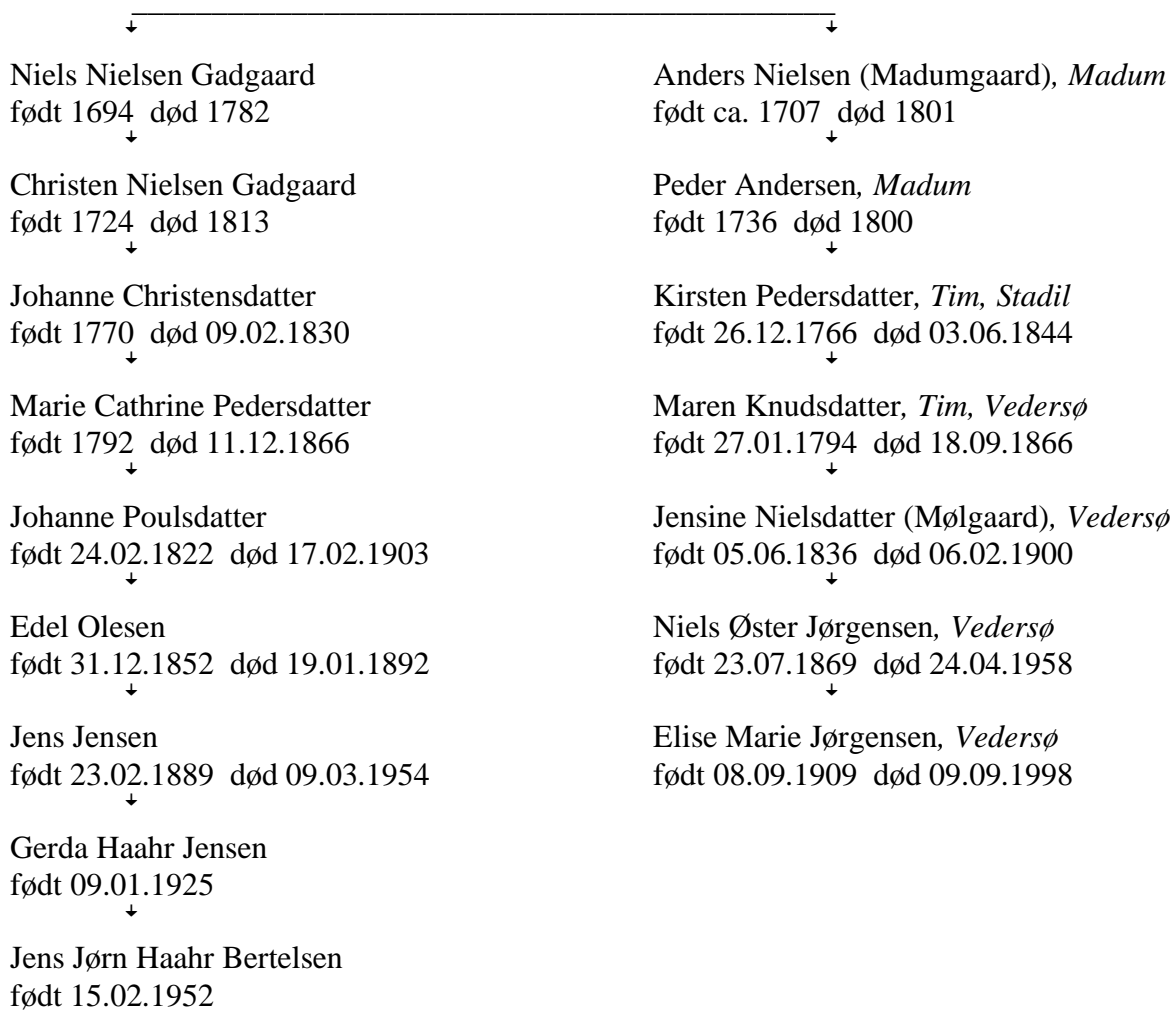 Niels Nielsen Gadgaard
født 1694 død 1782
Christen Nielsen Gadgaard
født 1724 død 1813
Johanne Christensdatter
født 1770 død 09.02.1830
Marie Cathrine Pedersdatter
født 1792 død 11.12.1866
Johanne Poulsdatter
født 24.02.1822 død 17.02.1903
Edel Olesen
født 31.12.1852 død 19.01.1892
Jens Jensen
født 23.02.1889 død 09.03.1954
Gerda Haahr Jensen
født 09.01.1925
Jens Jørn Haahr Bertelsen
født 15.02.1952
Anders Nielsen (Madumgaard), Madum
født ca. 1707 død 1801
Peder Andersen, Madum
født 1736 død 1800
Kirsten Pedersdatter, Tim, Stadil
født 26.12.1766 død 03.06.1844
Maren Knudsdatter, Tim, Vedersø
født 27.01.1794 død 18.09.1866
Jensine Nielsdatter (Mølgaard), Vedersø
født 05.06.1836 død 06.02.1900
Niels Øster Jørgensen, Vedersø
født 23.07.1869 død 24.04.1958
Elise Marie Jørgensen, Vedersø
født 08.09.1909 død 09.09.1998